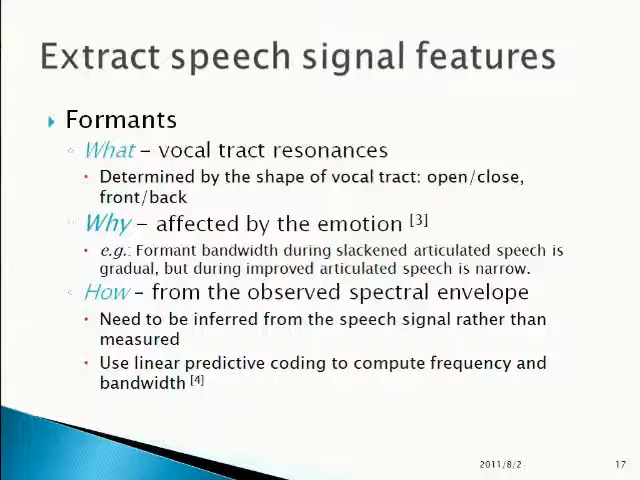 Extract speech signal features
Formants
What – vocal tract resonances
Determined by the shape of vocal tract: open/close,
front/back
Why – affected by the emotion [3]
e.g.: Formant bandwidth during slackened articulated speech is
gradual, but during improved articulated speech is narrow.
How – from the observed spectral envelope
Need to be inferred from the speech signal rather than
measured
Use linear predictive coding to compute frequency and
bandwidth [4]
2011/8/2 17